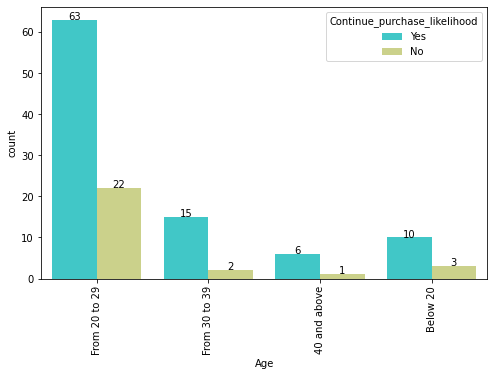 Continue_purchase_likelihood
Yes
No
63
22
15
2
6
1
10
3
60
50
40
30
20
10
0
count
From 20 to 29
From 30 to 39
40 and above
Below 20
Age